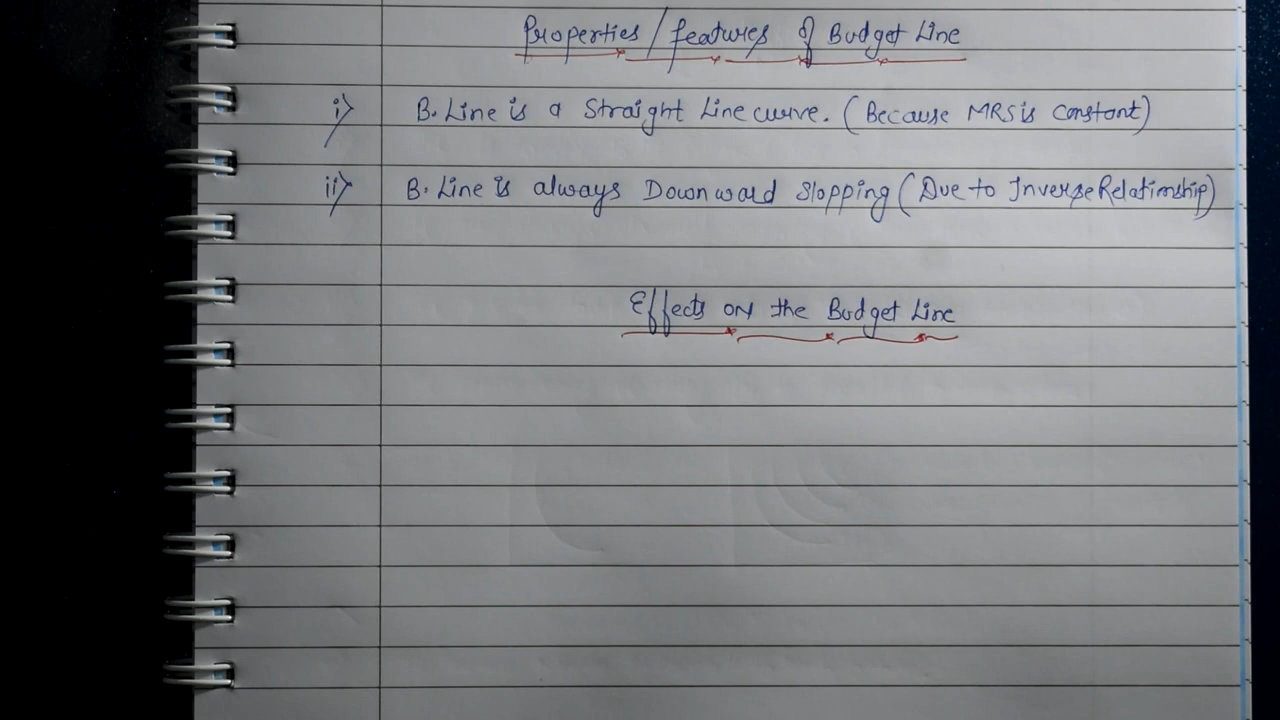 Properties/features of Budget Line
i) B. Line is a Straight Line curve. (Because MRS is constant)
ii) B. Line is always Downward slopping (Due to Inverse Relationship)
Effects on the Budget Line